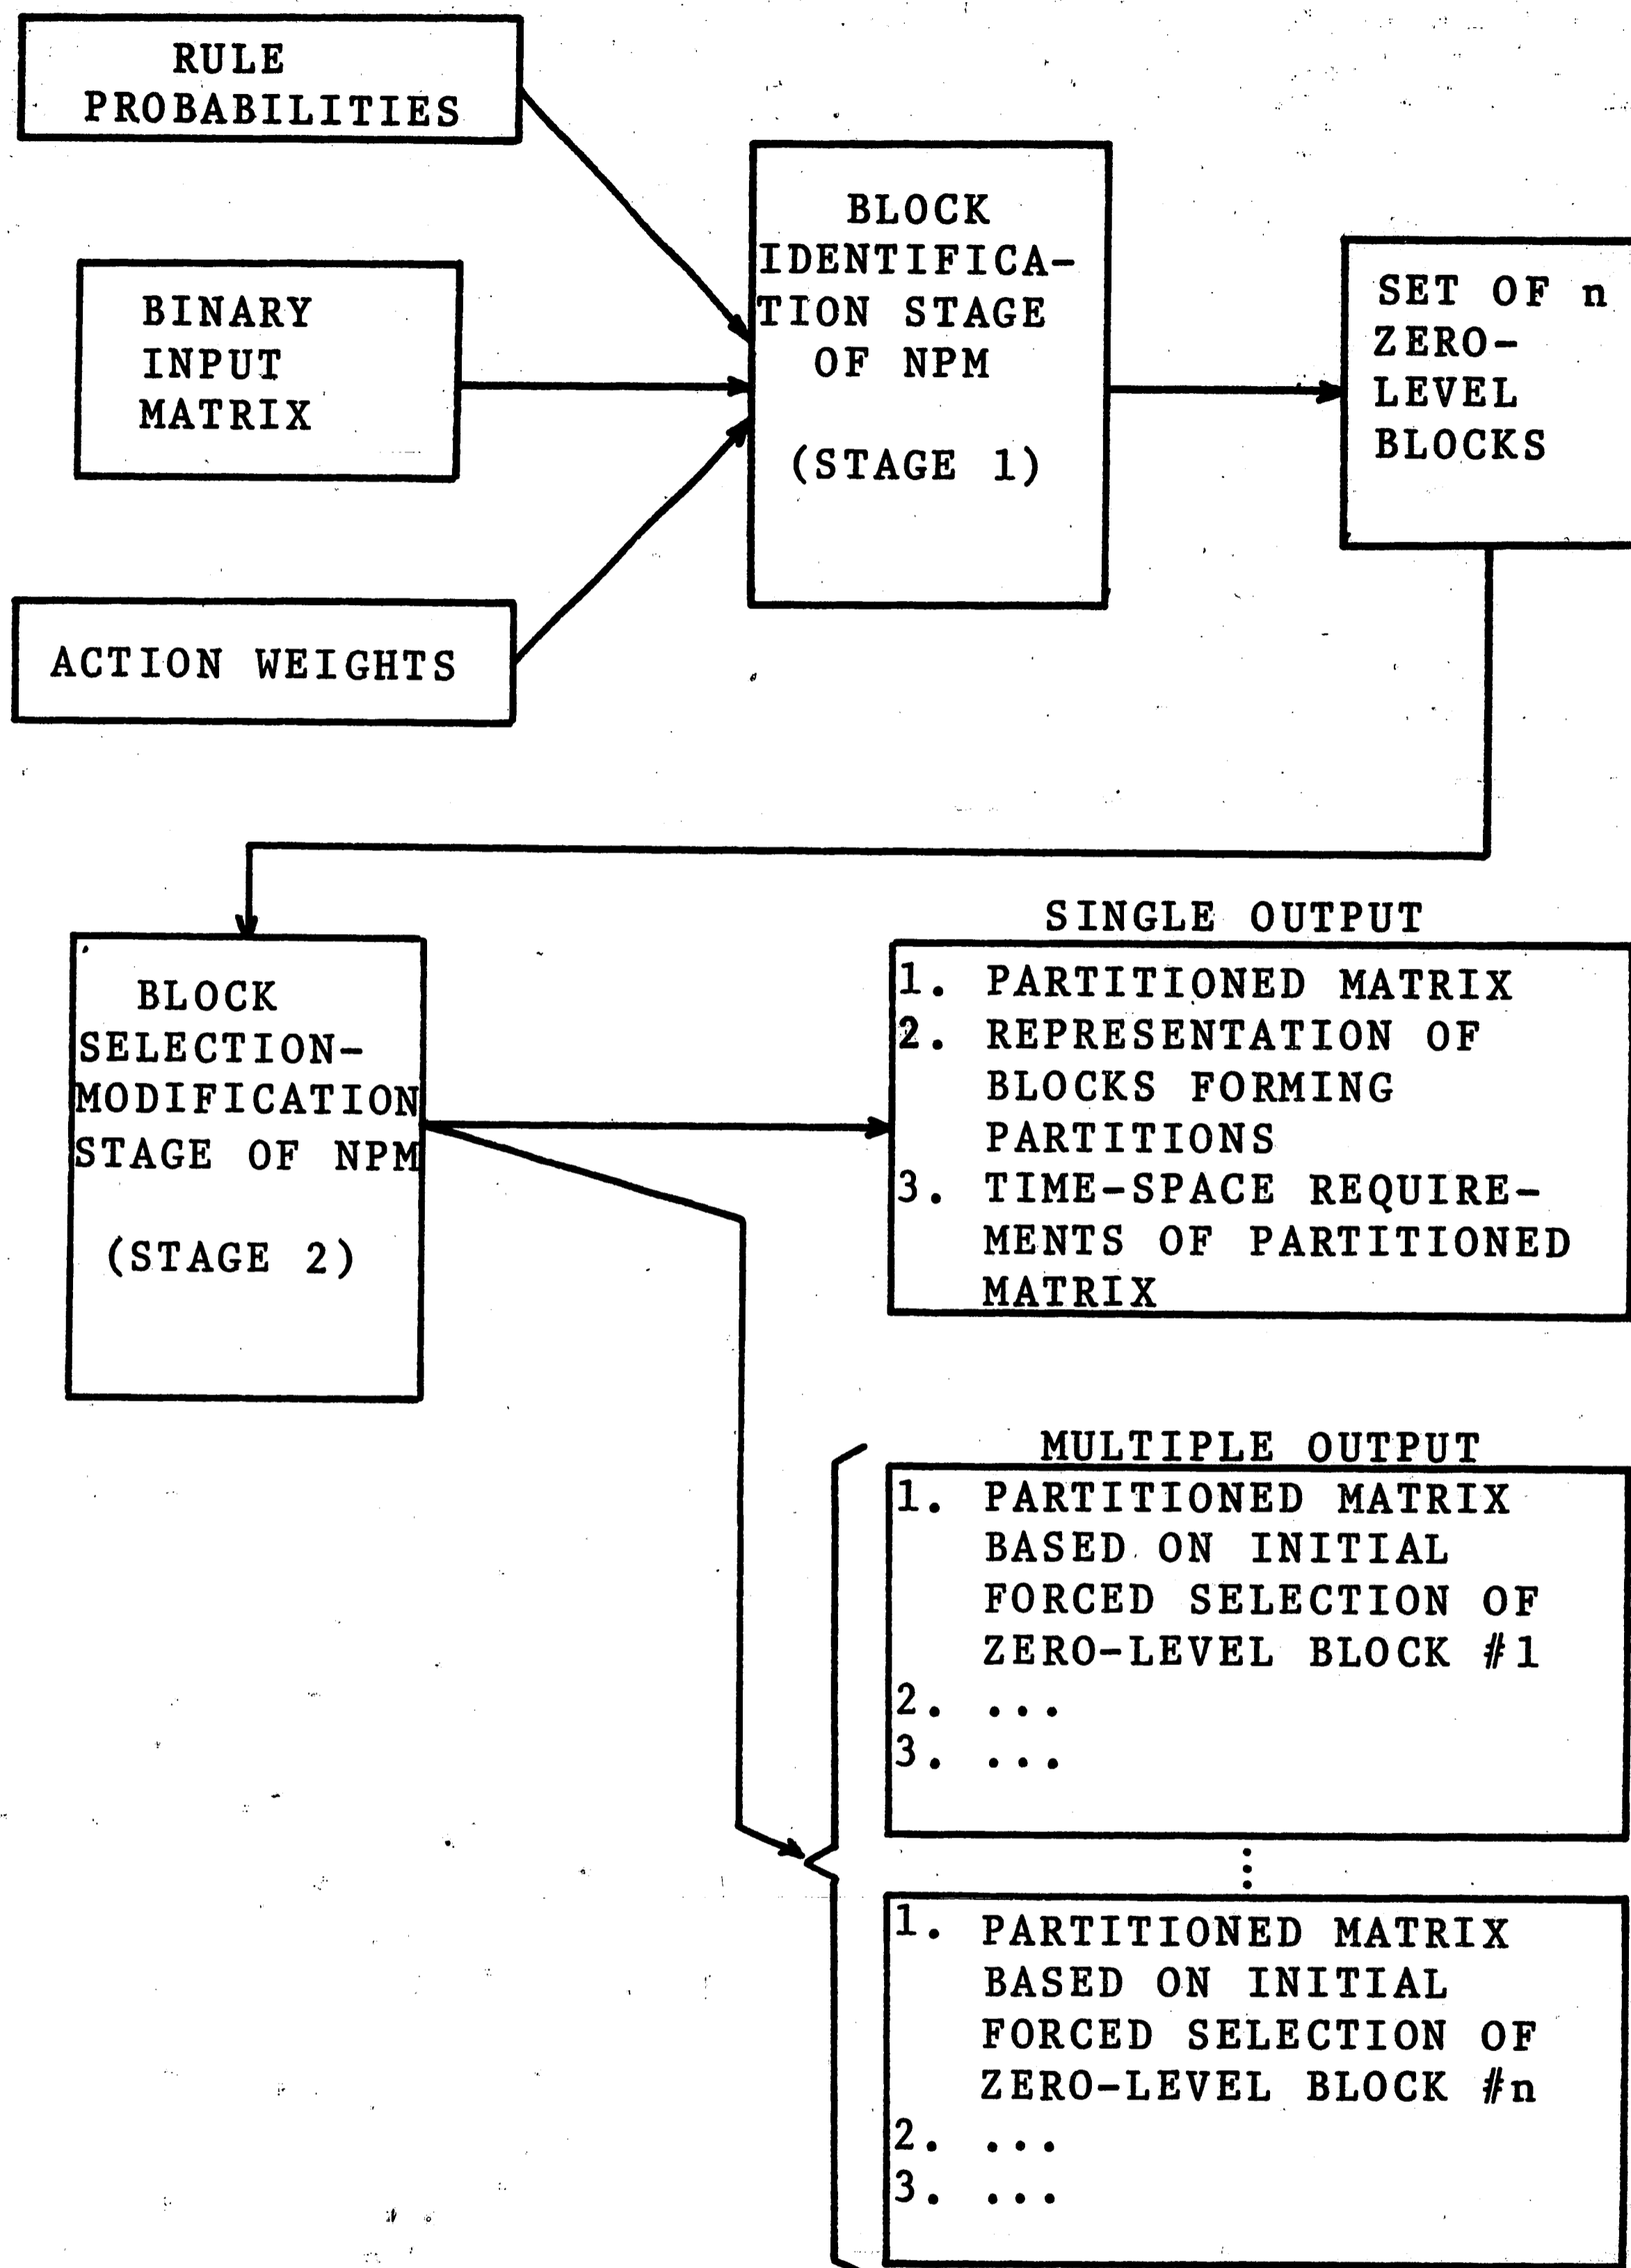 RULE
PROBABILITIES
BINARY
INPUT
MATRIX
ACTION WEIGHTS
BLOCK
IDENTIFICA-
TION STAGE
OF NPM
(STAGE 1)
SET OF n
ZERO-
LEVEL
BLOCKS
BLOCK
SELECTION-
MODIFICATION
STAGE OF NPM
(STAGE 2)
SINGLE OUTPUT
1. PARTITIONED MATRIX
2. REPRESENTATION OF
BLOCKS FORMING
PARTITIONS
3. TIME-SPACE REQUIRE-
MENTS OF PARTITIONED
MATRIX
MULTIPLE OUTPUT
1. PARTITIONED MATRIX
BASED ON INITIAL
FORCED SELECTION OF
ZERO-LEVEL BLOCK #1
2. ...
3. ...
1. PARTITIONED MATRIX
BASED ON INITIAL
FORCED SELECTION OF
ZERO-LEVEL BLOCK #n
2. ...
3. ...